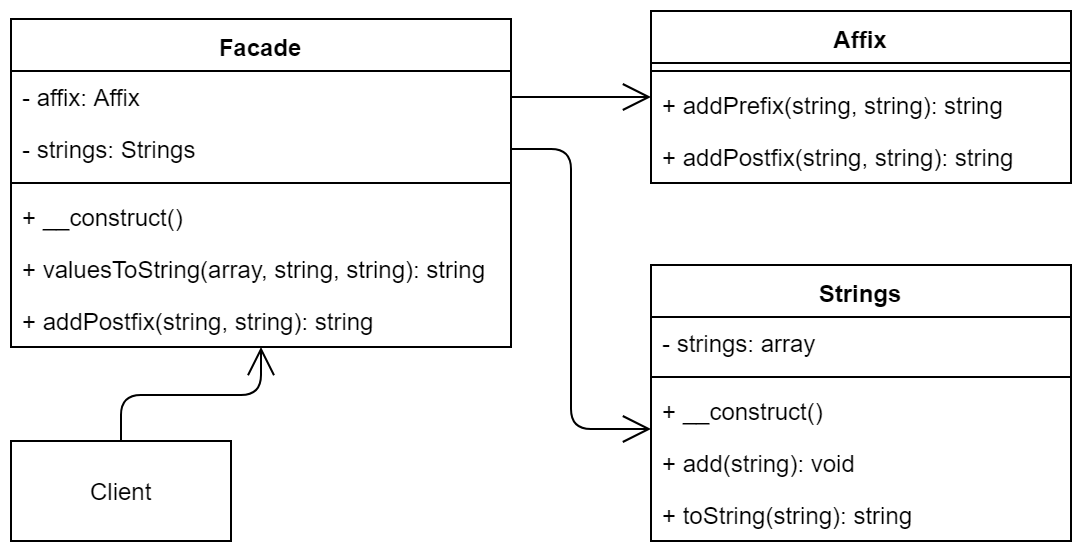 Facade
- affix: Affix
- strings: Strings
+ __construct()
+ valuesToString(array, string, string): string
+ addPostfix(string, string): string
Affix
+ addPrefix(string, string): string
+ addPostfix(string, string): string
Strings
- strings: array
+ __construct()
+ add(string): void
+ toString(string): string
Client